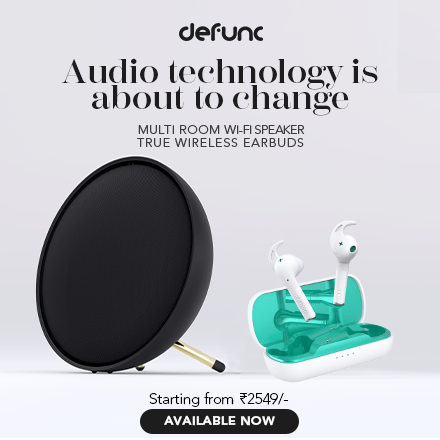 defunc
Audio technology is
about to change
MULTI ROOM WI-FI SPEAKER
TRUE WIRELESS EARBUDS
Starting from ₹2549/-
AVAILABLE NOW